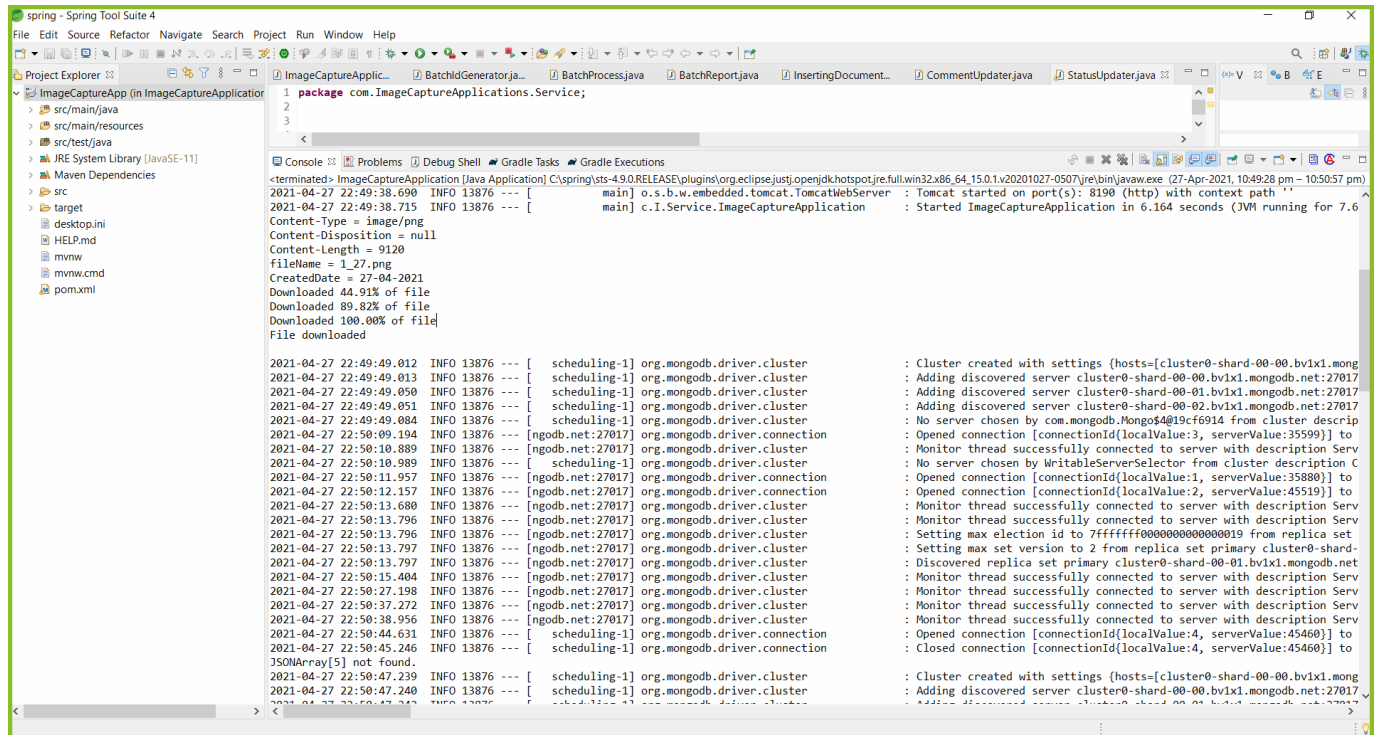 spring - Spring Tool Suite 4
File Edit Source Refactor Navigate Search Project Run Window Help
Project Explorer
ImageCaptureApp (in ImageCaptureApplication
src/main/java
src/main/resources
src/test/java
JRE System Library [JavaSE-11]
Maven Dependencies
src
target
desktop.ini
HELP.md
mvnw
mvnw.cmd
pom.xml
ImageCaptureApplic... BatchIdGenerator.ja... BatchProcess.java BatchReport.java InsertingDocument... CommentUpdater.java StatusUpdater.java
(x)= V B E
1 package com.ImageCaptureApplications.Service;
2
3
Console Problems Debug Shell Gradle Tasks Gradle Executions
<terminated> ImageCaptureApplication [Java Application] C:\spring\sts-4.9.0.RELEASE\plugins\org.eclipse.justj.openjdk.hotspot.jre.full.win32.x86_64_15.0.1.v20201027-0507\jre\bin\javaw.exe (27-Apr-2021, 10:49:28 pm – 10:50:57 pm)
2021-04-27 22:49:38.690 INFO 13876 --- [ main] o.s.b.w.embedded.tomcat.TomcatWebServer : Tomcat started on port(s): 8190 (http) with context path ''
2021-04-27 22:49:38.715 INFO 13876 --- [ main] c.I.Service.ImageCaptureApplication : Started ImageCaptureApplication in 6.164 seconds (JVM running for 7.6
Content-Type = image/png
Content-Disposition = null
Content-Length = 9120
fileName = 1_27.png
CreatedDate = 27-04-2021
Downloaded 44.91% of file
Downloaded 89.82% of file
Downloaded 100.00% of file
File downloaded
2021-04-27 22:49:49.012 INFO 13876 --- [ scheduling-1] org.mongodb.driver.cluster : Cluster created with settings {hosts=[cluster0-shard-00-00.bv1x1.mong
2021-04-27 22:49:49.013 INFO 13876 --- [ scheduling-1] org.mongodb.driver.cluster : Adding discovered server cluster0-shard-00-00.bv1x1.mongodb.net:27017
2021-04-27 22:49:49.050 INFO 13876 --- [ scheduling-1] org.mongodb.driver.cluster : Adding discovered server cluster0-shard-00-01.bv1x1.mongodb.net:27017
2021-04-27 22:49:49.051 INFO 13876 --- [ scheduling-1] org.mongodb.driver.cluster : Adding discovered server cluster0-shard-00-02.bv1x1.mongodb.net:27017
2021-04-27 22:49:49.084 INFO 13876 --- [ scheduling-1] org.mongodb.driver.cluster : No server chosen by com.mongodb.Mongo$4@19cf6914 from cluster descrip
2021-04-27 22:50:09.194 INFO 13876 --- [ngodb.net:27017] org.mongodb.driver.connection : Opened connection [connectionId{localValue:3, serverValue:35599}] to
2021-04-27 22:50:10.889 INFO 13876 --- [ngodb.net:27017] org.mongodb.driver.cluster : Monitor thread successfully connected to server with description Serv
2021-04-27 22:50:10.989 INFO 13876 --- [ scheduling-1] org.mongodb.driver.cluster : No server chosen by WritableServerSelector from cluster description C
2021-04-27 22:50:11.957 INFO 13876 --- [ngodb.net:27017] org.mongodb.driver.connection : Opened connection [connectionId{localValue:1, serverValue:35880}] to
2021-04-27 22:50:12.157 INFO 13876 --- [ngodb.net:27017] org.mongodb.driver.connection : Opened connection [connectionId{localValue:2, serverValue:45519}] to
2021-04-27 22:50:13.680 INFO 13876 --- [ngodb.net:27017] org.mongodb.driver.cluster : Monitor thread successfully connected to server with description Serv
2021-04-27 22:50:13.796 INFO 13876 --- [ngodb.net:27017] org.mongodb.driver.cluster : Monitor thread successfully connected to server with description Serv
2021-04-27 22:50:13.796 INFO 13876 --- [ngodb.net:27017] org.mongodb.driver.cluster : Setting max election id to 7fffffff0000000000000019 from replica set
2021-04-27 22:50:13.797 INFO 13876 --- [ngodb.net:27017] org.mongodb.driver.cluster : Setting max set version to 2 from replica set primary cluster0-shard-
2021-04-27 22:50:13.797 INFO 13876 --- [ngodb.net:27017] org.mongodb.driver.cluster : Discovered replica set primary cluster0-shard-00-01.bv1x1.mongodb.net
2021-04-27 22:50:15.404 INFO 13876 --- [ngodb.net:27017] org.mongodb.driver.cluster : Monitor thread successfully connected to server with description Serv
2021-04-27 22:50:27.198 INFO 13876 --- [ngodb.net:27017] org.mongodb.driver.cluster : Monitor thread successfully connected to server with description Serv
2021-04-27 22:50:37.272 INFO 13876 --- [ngodb.net:27017] org.mongodb.driver.cluster : Monitor thread successfully connected to server with description Serv
2021-04-27 22:50:38.956 INFO 13876 --- [ngodb.net:27017] org.mongodb.driver.cluster : Monitor thread successfully connected to server with description Serv
2021-04-27 22:50:44.631 INFO 13876 --- [ scheduling-1] org.mongodb.driver.connection : Opened connection [connectionId{localValue:4, serverValue:45460}] to
2021-04-27 22:50:45.246 INFO 13876 --- [ scheduling-1] org.mongodb.driver.connection : Closed connection [connectionId{localValue:4, serverValue:45460}] to
JSONArray[5] not found.
2021-04-27 22:50:47.239 INFO 13876 --- [ scheduling-1] org.mongodb.driver.cluster : Cluster created with settings {hosts=[cluster0-shard-00-00.bv1x1.mong
2021-04-27 22:50:47.240 INFO 13876 --- [ scheduling-1] org.mongodb.driver.cluster : Adding discovered server cluster0-shard-00-00.bv1x1.mongodb.net:27017